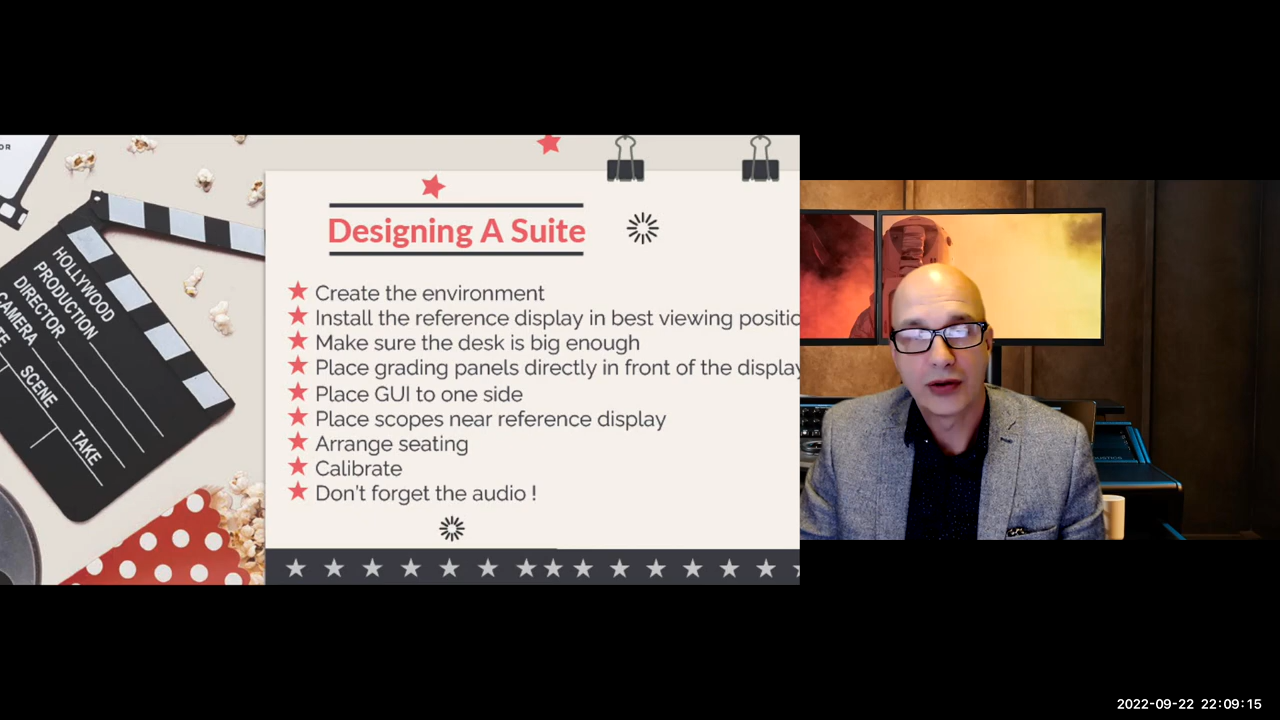 OR
HOLLYWOOD
PRODUCTION
DIRECTOR
CAMERA
SCENE
TAKE
Designing A Suite
Create the environment
Install the reference display in best viewing positio
Make sure the desk is big enough
Place grading panels directly in front of the display
Place GUI to one side
Place scopes near reference display
Arrange seating
Calibrate
Don't forget the audio !
2022-09-22 22:09:15